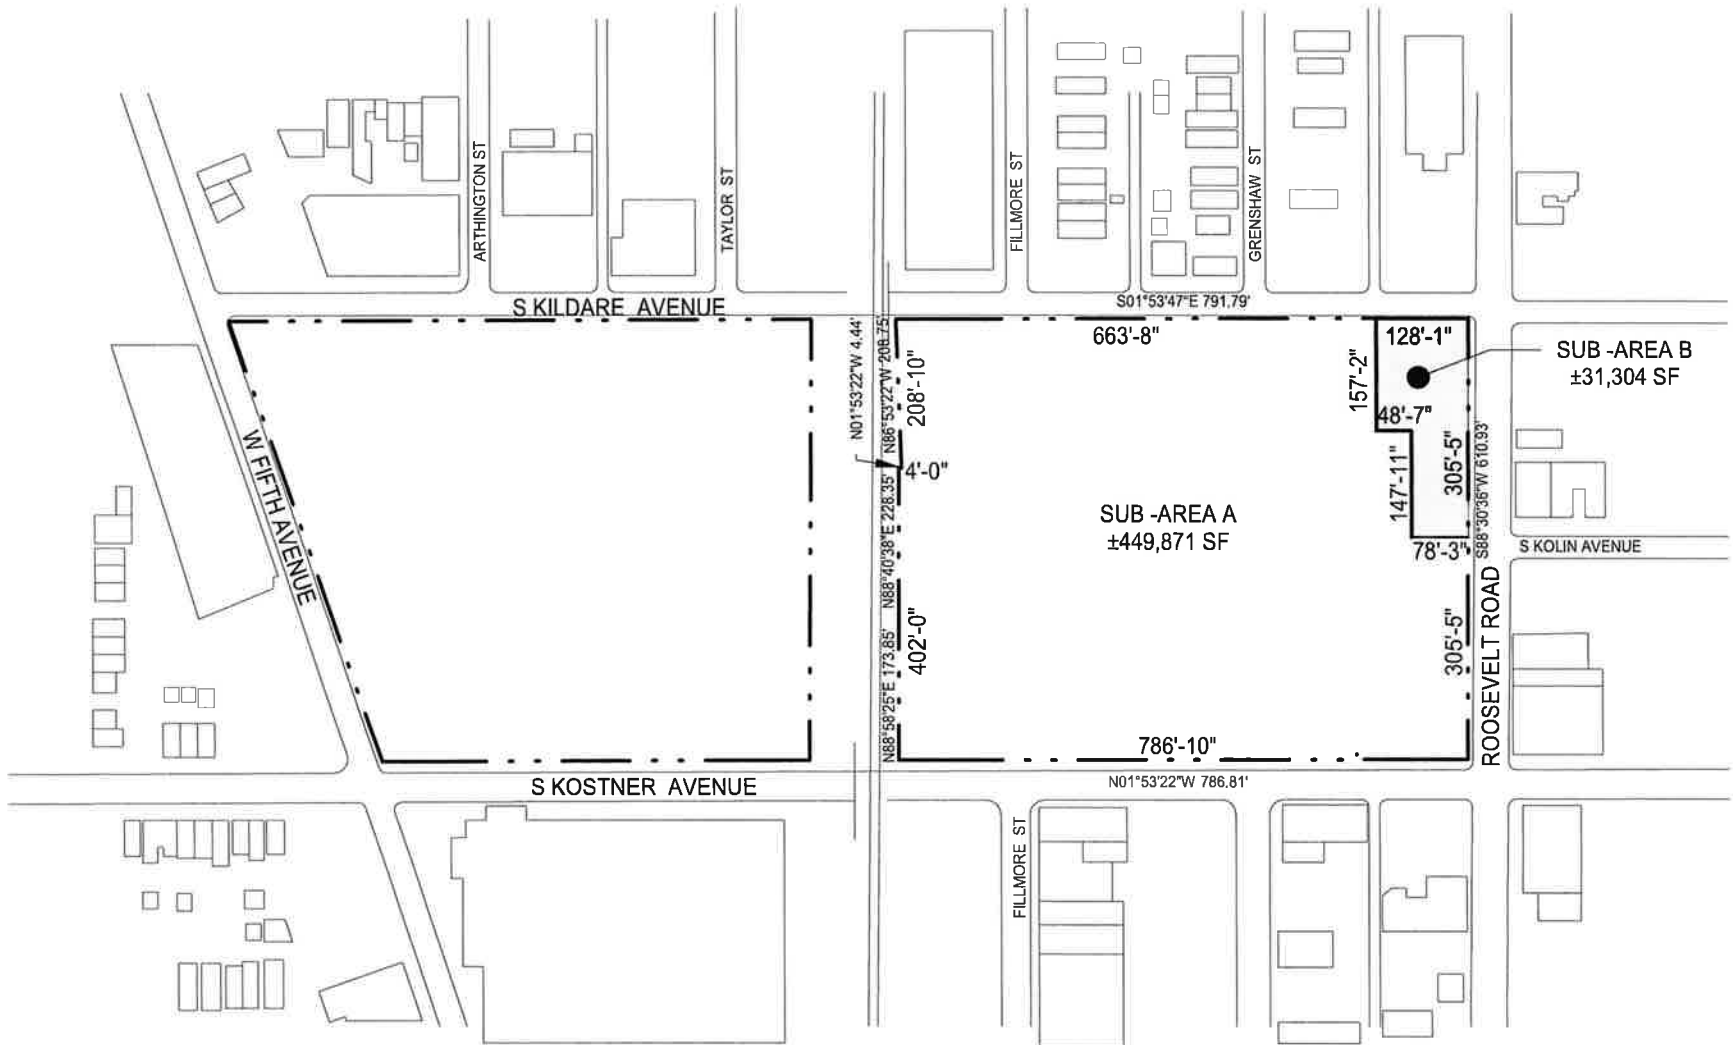 ARTHINGTON ST
TAYLOR ST
FILLMORE ST
GRENSHAW ST
S KILDARE AVENUE
S01°53'47"E 791.79'
663'-8"
128'-1"
SUB -AREA B
±31,304 SF
157'-2"
48'-7"
147'-11"
305'-5"
78'-3"
S88°30'36"W 610.93'
N01°53'22"W 4.44'
N86°53'22"W 208.75'
208'-10"
4'-0"
N88°40'38"E 228.35'
SUB -AREA A
±449,871 SF
W FIFTH AVENUE
S KOLIN AVENUE
402'-0"
N88°58'25"E 173.85'
305'-5"
ROOSEVELT ROAD
786'-10"
S KOSTNER AVENUE
N01°53'22"W 786.81'
FILLMORE ST